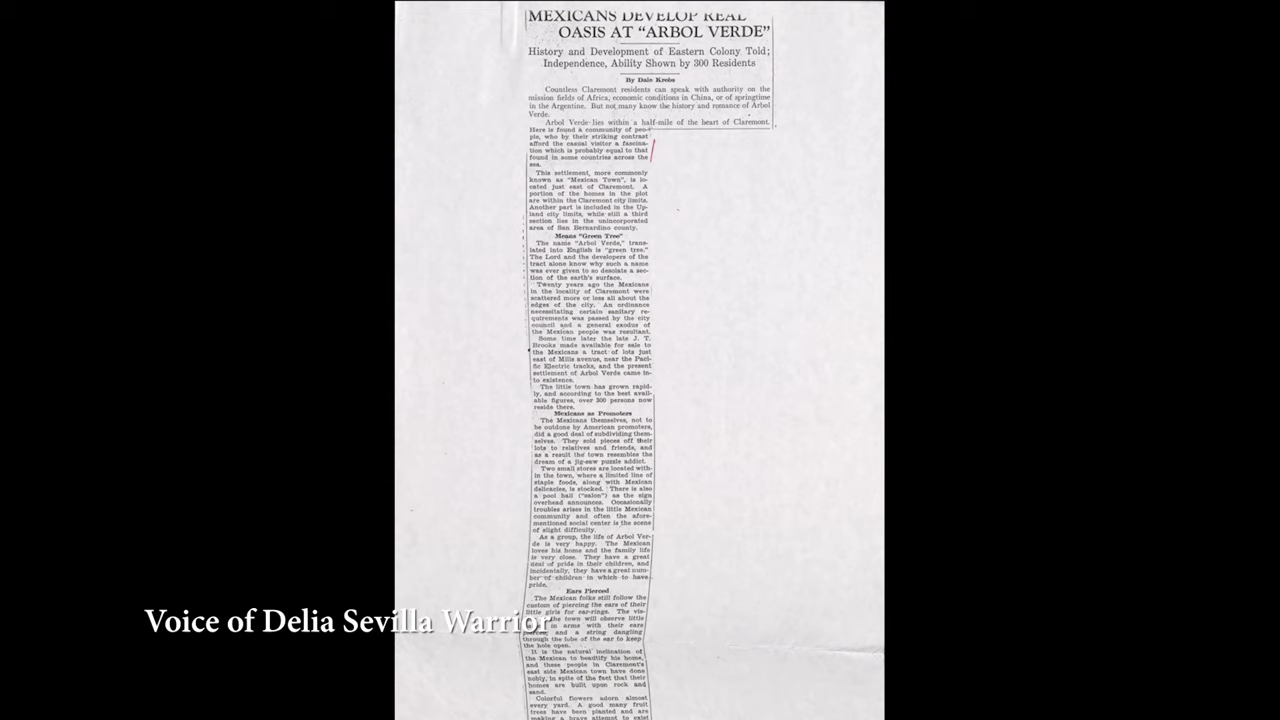 MEXICANS DEVELOP REAL
OASIS AT “ARBOL VERDE”
History and Development of Eastern Colony Told;
Independence, Ability Shown by 300 Residents
By Dale Krebs
Countless Claremont residents can speak with authority on the
mission fields of Africa, economic conditions in China, or of springtime
in the Argentine. But not many know the history and romance of Arbol
Verde.
Arbol Verde lies within a half-mile of the heart of Claremont.
Here is found a community of peo-
ple, who by their striking contrast
afford the casual visitor a fascina-
tion which is probably equal to that
found in some countries across the
sea.
This settlement, more commonly
known as “Mexican Town”, is lo-
cated just east of Claremont. A
portion of the homes in the plot
are within the Claremont city limits.
Another part is included in the Up-
land city limits, while still a third
section lies in the unincorporated
area of San Bernardino county.
Means “Green Tree”
The name “Arbol Verde,” trans-
lated into English is “green tree.”
The Lord and the developers of the
tract alone know why such a name
was ever given to so desolate a sec-
tion of the earth's surface.
Twenty years ago the Mexicans
in the locality of Claremont were
scattered more or less all about the
edges of the city. An ordinance
necessitating certain sanitary re-
quirements was passed by the city
council and a general exodus of
the Mexican people was resultant.
Some time later the late J. T.
Brooks made available for sale to
the Mexicans a tract of lots just
east of Mills avenue, near the Paci-
fic Electric tracks, and the present
settlement of Arbol Verde came in-
to existence.
The little town has grown rapid-
ly, and according to the best avail-
able figures, over 300 persons now
reside there.
Mexicans as Promoters
The Mexicans themselves, not to
be outdone by American promoters,
did a good deal of subdividing them-
selves. They sold pieces off their
lots to relatives and friends, and
as a result the town resembles the
dream of a jig-saw puzzle addict.
Two small stores are located with-
in the town, where a limited line of
staple foods, along with Mexican
delicacies, is stocked. There is also
a pool hall (“salon”) as the sign
overhead announces. Occasionally
troubles arises in the little Mexican
community and often the afore-
mentioned social center is the scene
of slight difficulty.
As a group, the life of Arbol Ver-
de is very happy. The Mexican
loves his home and the family life
is very close. They have a great
deal of pride in their children, and
incidentally, they have a great num-
ber of children in which to have
pride.
Ears Pierced
The Mexican folks still follow the
custom of piercing the ears of their
little girls for ear-rings. The vis-
the town will observe little
in arms with their ears
and a string dangling
through the lobe of the ear to keep
the hole open.
It is the natural inclination of
the Mexican to beautify his home,
and these people in Claremont's
east side Mexican town have done
nobly, in spite of the fact that their
homes are built upon rock and
sand.
Colorful flowers adorn almost
every yard. A good many fruit
trees have been planted and are
making a brave attempt to exist
Voice of Delia Sevilla Warrior